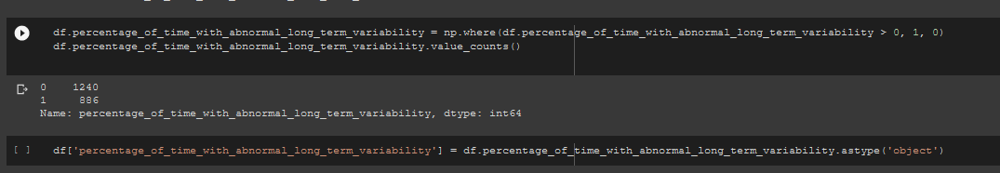 df.percentage_of_time_with_abnormal_long_term_variability = np.where(df.percentage_of_time_with_abnormal_long_term_variability > 0, 1, 0)
df.percentage_of_time_with_abnormal_long_term_variability.value_counts()
0 1240
1 886
Name: percentage_of_time_with_abnormal_long_term_variability, dtype: int64
[ ] df['percentage_of_time_with_abnormal_long_term_variability'] = df.percentage_of_time_with_abnormal_long_term_variability.astype('object')